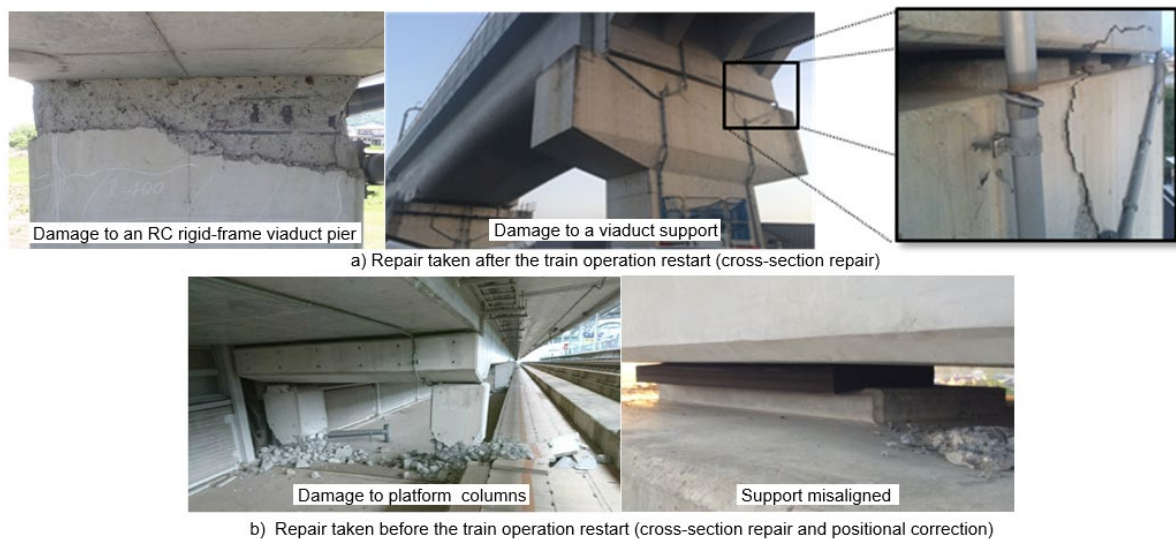 Damage to an RC rigid-frame viaduct pier
Damage to a viaduct support
a) Repair taken after the train operation restart (cross-section repair)
Damage to platform columns
Support misaligned
b) Repair taken before the train operation restart (cross-section repair and positional correction)